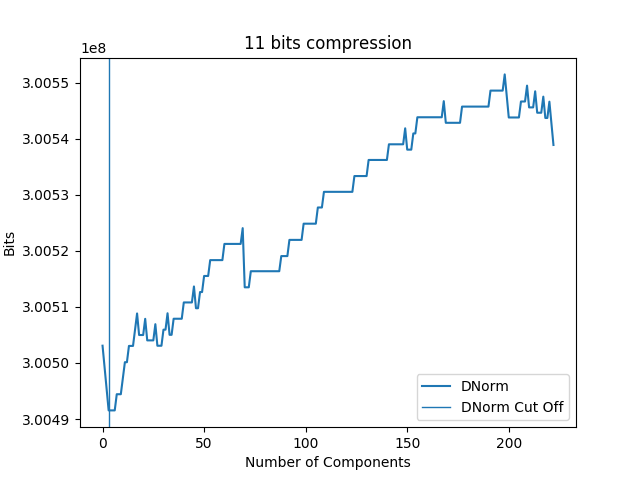 11 bits compression
1e8
3.0055
3.0054
3.0053
3.0052
3.0051
3.0050
3.0049
Bits
0 50 100 150 200
Number of Components
DNorm
DNorm Cut Off